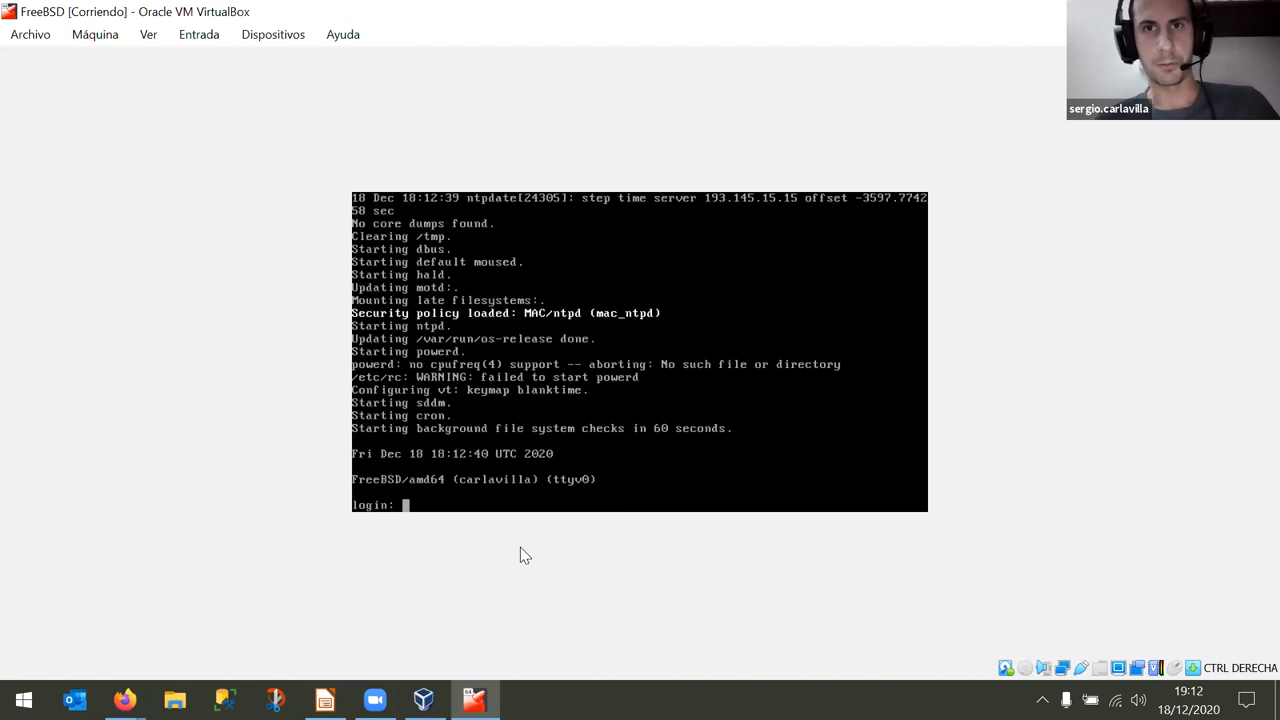 FreeBSD [Corriendo] - Oracle VM VirtualBox
Archivo Máquina Ver Entrada Dispositivos Ayuda
sergio.carlavilla
18 Dec 18:12:39 ntpdate[24305]: step time server 193.145.15.15 offset -3597.7742
58 sec
No core dumps found.
Clearing /tmp.
Starting dbus.
Starting default moused.
Starting hald.
Updating motd:.
Mounting late filesystems:.
Security policy loaded: MAC/ntpd (mac_ntpd)
Starting ntpd.
Updating /var/run/os-release done.
Starting powerd.
powerd: no cpufreq(4) support -- aborting: No such file or directory
/etc/rc: WARNING: failed to start powerd
Configuring vt: keymap blanktime.
Starting sddm.
Starting cron.
Starting background file system checks in 60 seconds.
Fri Dec 18 18:12:40 UTC 2020
FreeBSD/amd64 (carlavilla) (ttyv0)
login:
CTRL DERECHA
19:12
18/12/2020